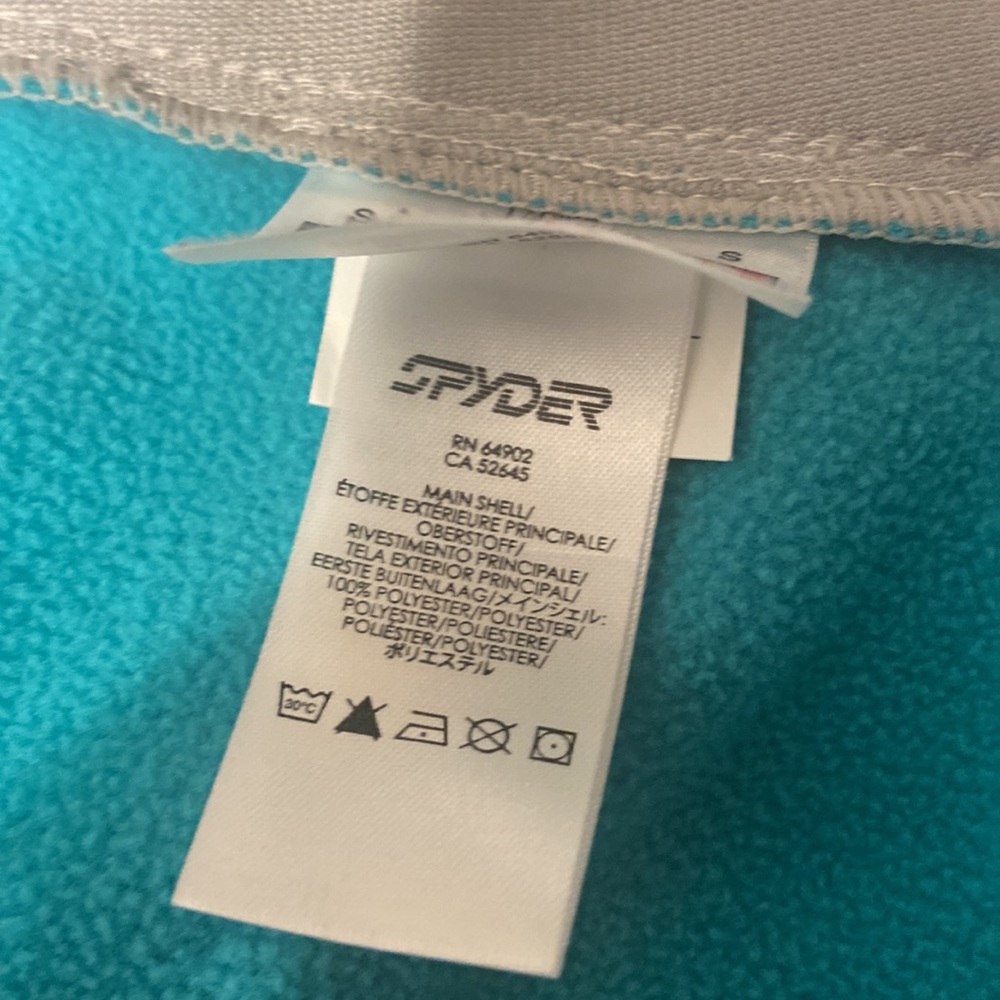 S
S
SPYDER
RN 64902
CA 52645
MAIN SHELL/
ÉTOFFE EXTÉRIEURE PRINCIPALE/
OBERSTOFF/
RIVESTIMENTO PRINCIPALE/
TELA EXTERIOR PRINCIPAL/
EERSTE BUITENLAAG/メインシェル:
100% POLYESTER/POLYESTER/
POLYESTER/POLIESTERE/
POLIÉSTER/POLYESTER/
ポリエステル
30°C